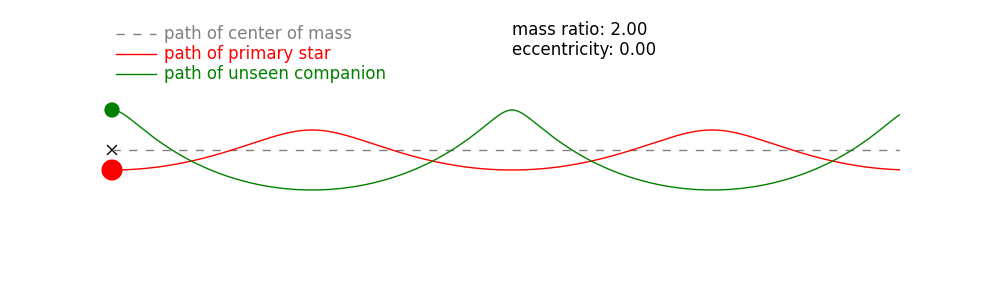 path of center of mass
path of primary star
path of unseen companion
mass ratio: 2.00
eccentricity: 0.00